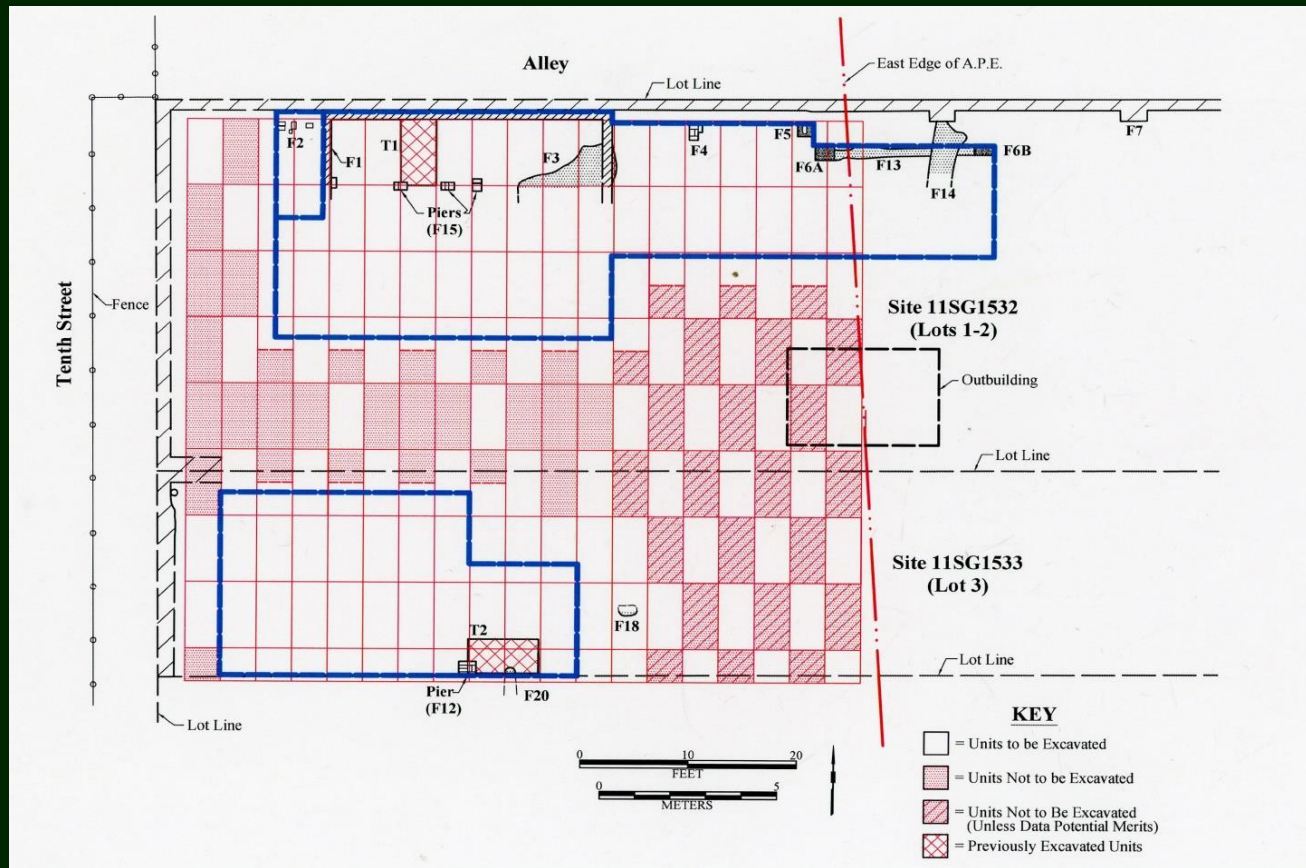 Alley
Lot Line
East Edge of A.P.E.
F2
F1
T1
F3
F4
F5
F6A
F13
F6B
F14
F7
Piers
(F15)
Tenth Street
Fence
Site 11SG1532
(Lots 1-2)
Outbuilding
Lot Line
Site 11SG1533
(Lot 3)
T2
F18
Lot Line
Pier
(F12)
F20
Lot Line
KEY
= Units to be Excavated
= Units Not to be Excavated
= Units Not to Be Excavated
(Unless Data Potential Merits)
= Previously Excavated Units
0 10 20
FEET
0 5
METERS